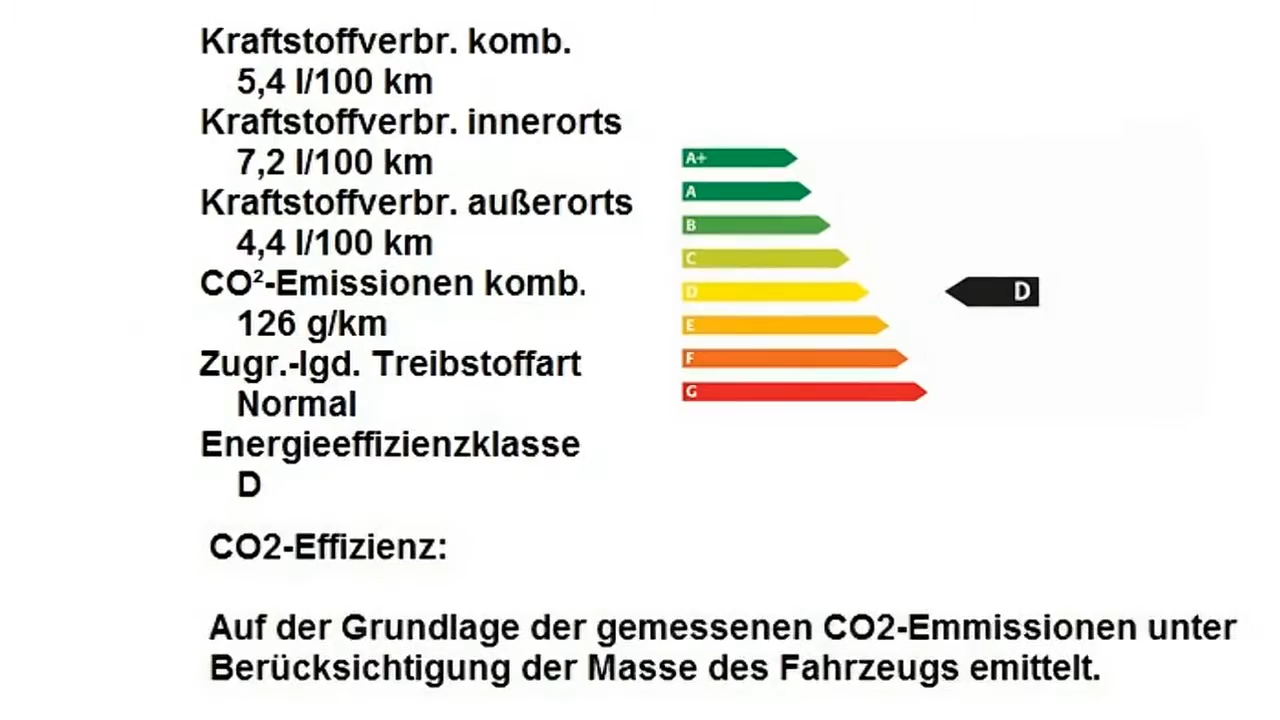 Kraftstoffverbr. komb.
5,4 l/100 km
Kraftstoffverbr. innerorts
7,2 l/100 km
Kraftstoffverbr. außerorts
4,4 l/100 km
CO²-Emissionen komb.
126 g/km
Zugr.-lgd. Treibstoffart
Normal
Energieeffizienzklasse
D
A+
A
B
C
D
E
F
G
D
CO2-Effizienz:
Auf der Grundlage der gemessenen CO2-Emmissionen unter
Berücksichtigung der Masse des Fahrzeugs emittelt.